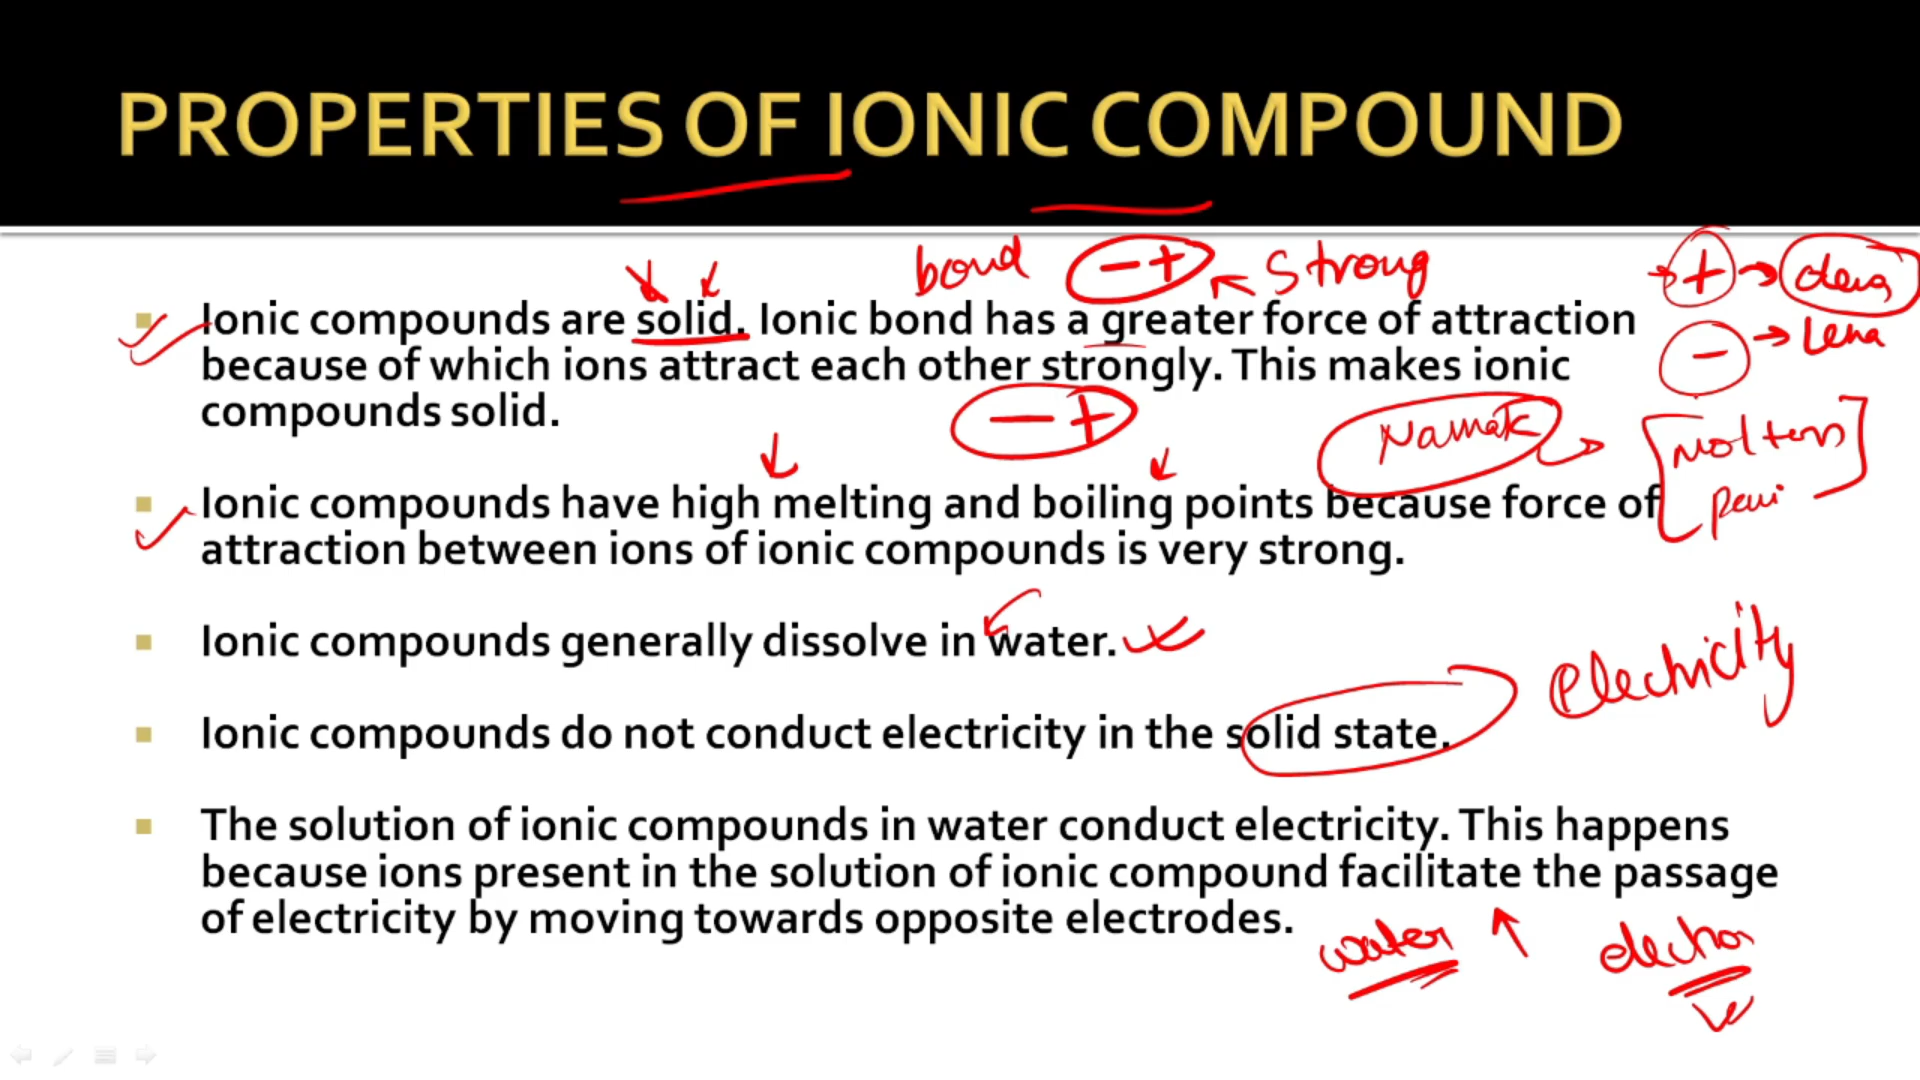 PROPERTIES OF IONIC COMPOUND
bond − + strong
+ → dena
− → Lena
Ionic compounds are solid. Ionic bond has a greater force of attraction
because of which ions attract each other strongly. This makes ionic
compounds solid.
− +
Namak
pani
Ionic compounds have high melting and boiling points because force of
attraction between ions of ionic compounds is very strong.
Ionic compounds generally dissolve in water.
electricity
Ionic compounds do not conduct electricity in the solid state.
The solution of ionic compounds in water conduct electricity. This happens
because ions present in the solution of ionic compound facilitate the passage
of electricity by moving towards opposite electrodes.
water